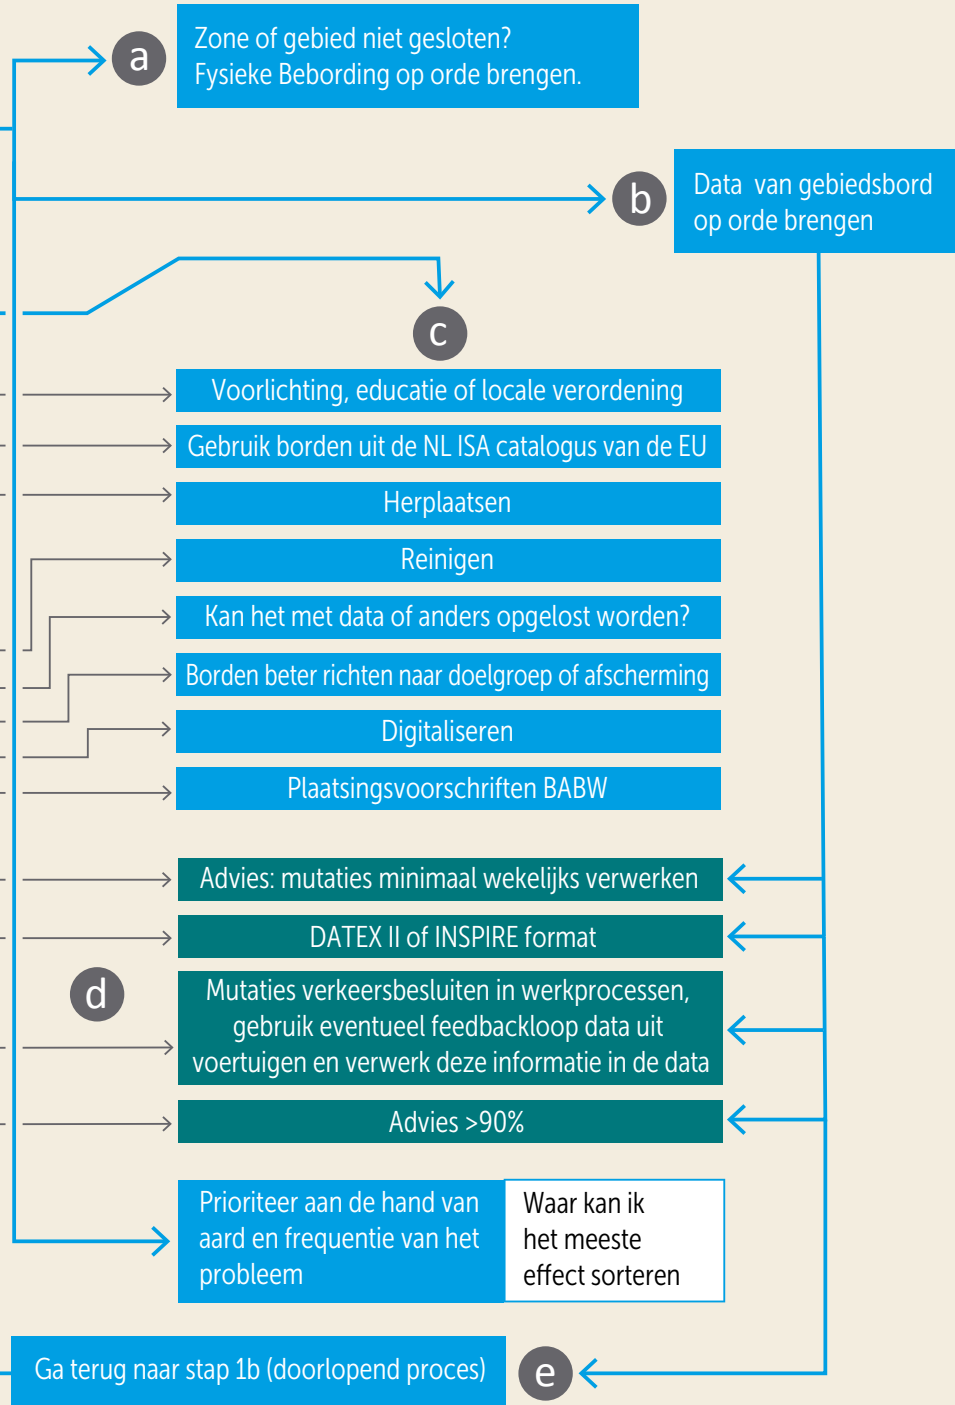 a
Zone of gebied niet gesloten?
Fysieke Bebording op orde brengen.
b
Data van gebiedsbord
op orde brengen
c
Voorlichting, educatie of locale verordening
Gebruik borden uit de NL ISA catalogus van de EU
Herplaatsen
Reinigen
Kan het met data of anders opgelost worden?
Borden beter richten naar doelgroep of afscherming
Digitaliseren
Plaatsingsvoorschriften BABW
Advies: mutaties minimaal wekelijks verwerken
DATEX II of INSPIRE format
d
Mutaties verkeersbesluiten in werkprocessen,
gebruik eventueel feedbackloop data uit
voertuigen en verwerk deze informatie in de data
Advies >90%
Prioriteer aan de hand van
aard en frequentie van het
probleem
Waar kan ik
het meeste
effect sorteren
Ga terug naar stap 1b (doorlopend proces)
e